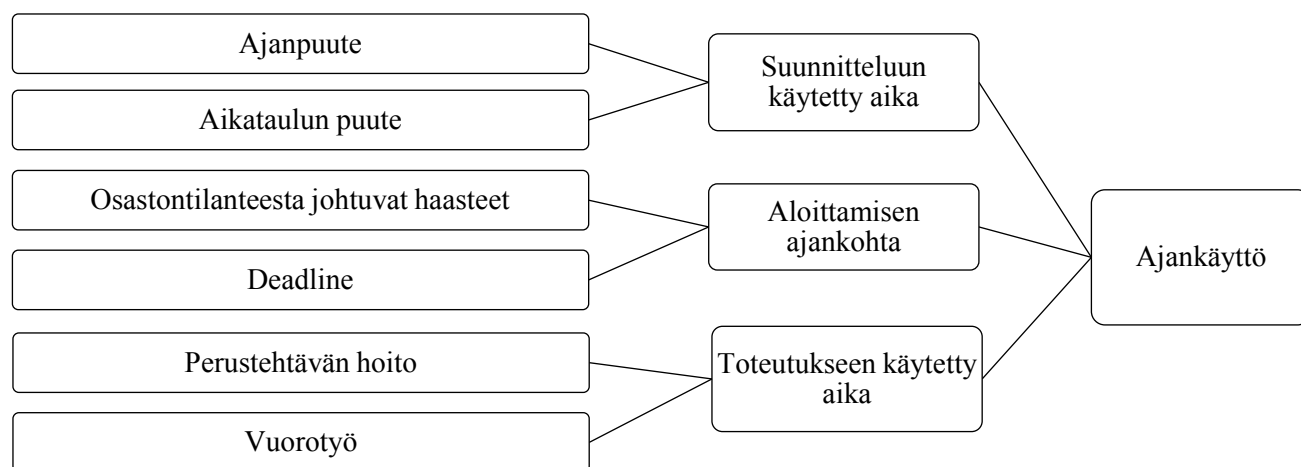 Ajanpuute
Aikataulun puute
Osastontilanteesta johtuvat haasteet
Deadline
Perustehtävän hoito
Vuorotyö
Suunnitteluun
käytetty aika
Aloittamisen
ajankohta
Toteutukseen käytetty
aika
Ajankäyttö